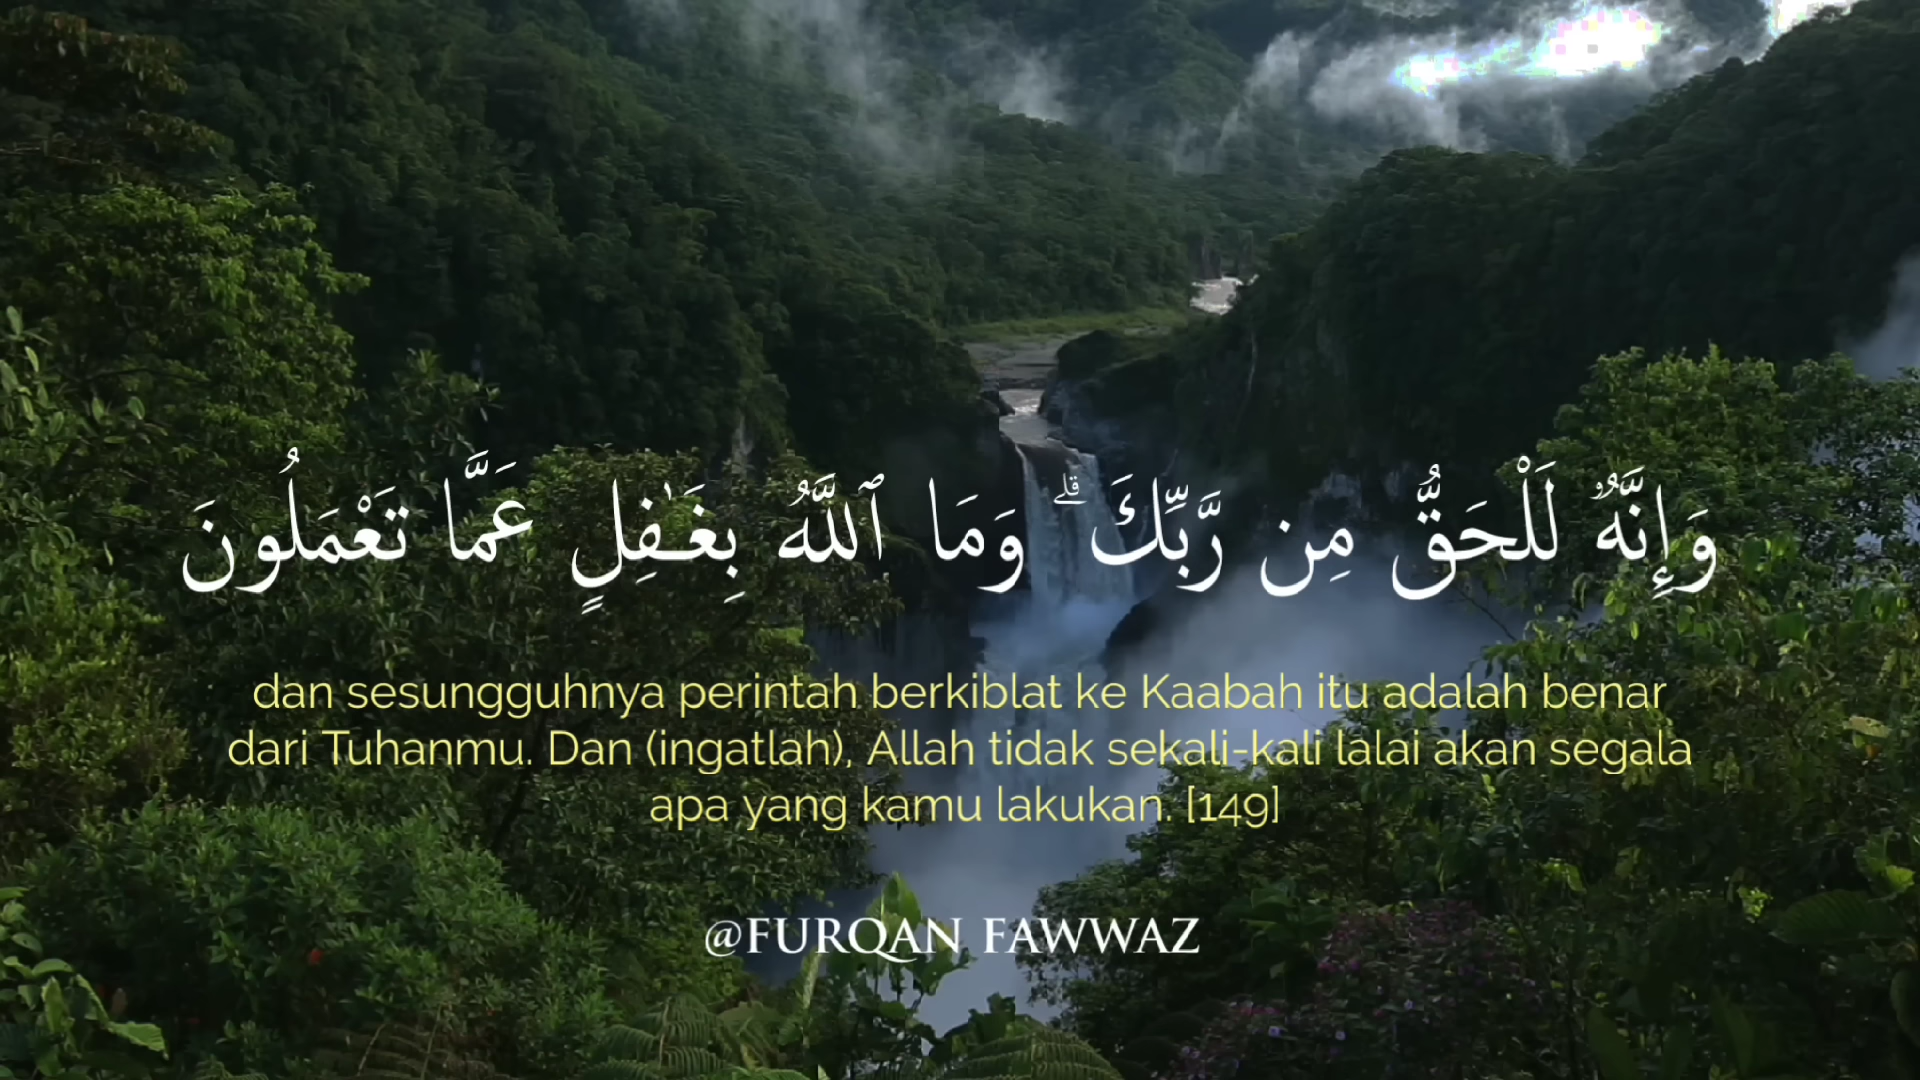 وَإِنَّهُۥ لَلْحَقُّ مِن رَّبِّكَ ۗ وَمَا ٱللَّهُ بِغَـٰفِلٍ عَمَّا تَعْمَلُونَ
dan sesungguhnya perintah berkiblat ke Kaabah itu adalah benar
dari Tuhanmu. Dan (ingatlah), Allah tidak sekali-kali lalai akan segala
apa yang kamu lakukan. [149]
@FURQAN FAWWAZ